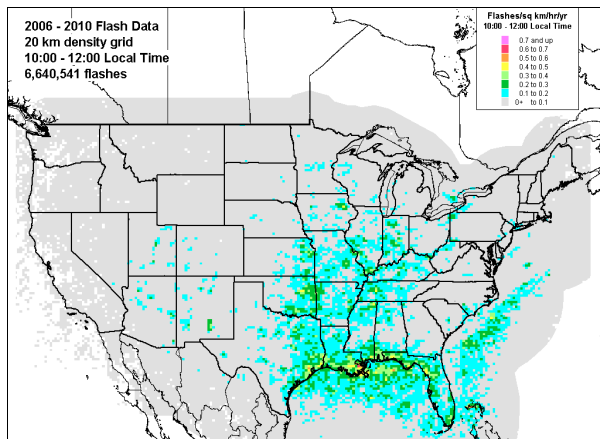 2006 - 2010 Flash Data
20 km density grid
10:00 - 12:00 Local Time
6,640,541 flashes
Flashes/sq km/hr/yr
10:00 - 12:00 Local Time
0.7 and up
0.6 to 0.7
0.5 to 0.6
0.4 to 0.5
0.3 to 0.4
0.2 to 0.3
0.1 to 0.2
0+ to 0.1